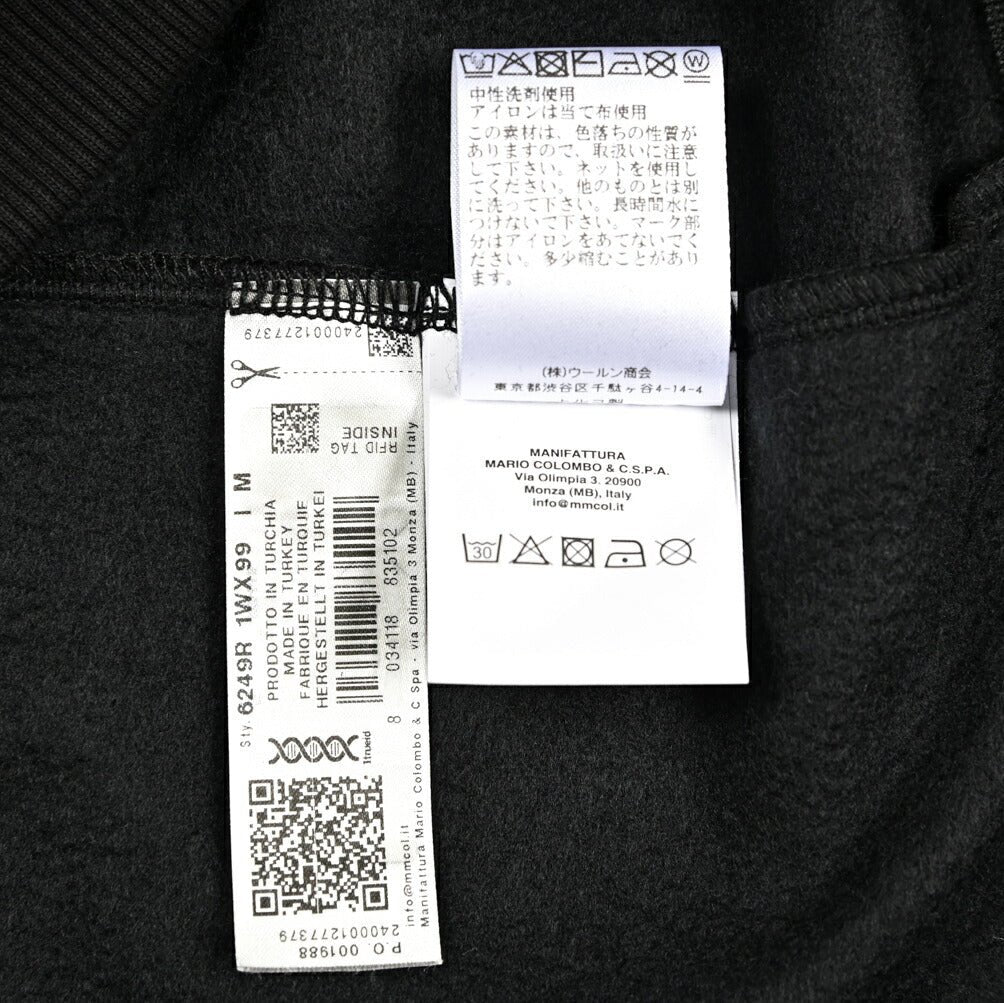 中性洗剤使用
アイロンは当て布使用
この素材は、色落ちの性質が
ありますので、取扱いに注意
して下さい。ネットを使用し
てください。他のものとは別
に洗って下さい。長時間水に
つけないで下さい。マーク部
分はアイロンをあてないでく
ださい。多少縮むことがあり
ます。
(株)ウールン商会
東京都渋谷区千駄ヶ谷4-14-4
トルコ製
MANIFATTURA
MARIO COLOMBO & C.S.P.A.
Via Olimpia 3. 20900
Monza (MB), Italy
info@mmcol.it
30
W
240001277379
RFID TAG
INSIDE
Sty. 6249R 1WX99 I M
PRODOTTO IN TURCHIA
MADE IN TURKEY
FABRIQUE EN TURQUIE
HERGESTELLT IN TURKEI
8 034118 835102
1trueid
info@mmcol.it
Manifattura Mario Colombo & C Spa - via Olimpia 3 Monza (MB) - Italy
240001277379
P.O. 001988